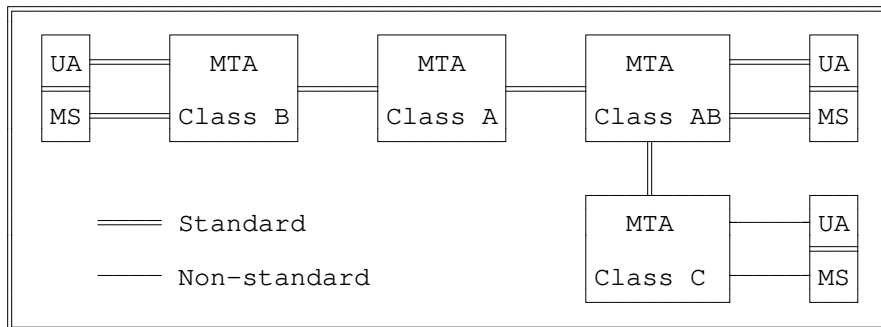 UA MTA MTA MTA UA
MS Class B Class A Class AB MS
Standard MTA UA
Non-standard Class C MS